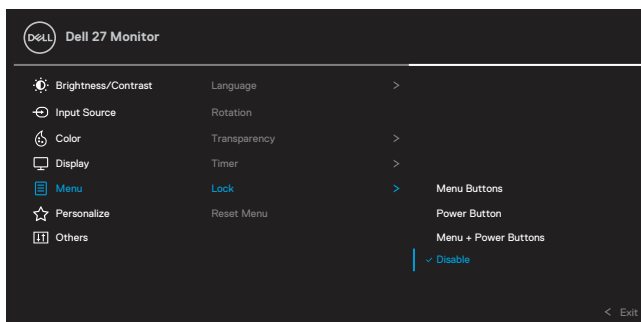 DELL Dell 27 Monitor
Brightness/Contrast Language >
Input Source Rotation
Color Transparency >
Display Timer >
Menu Lock > Menu Buttons
Personalize Reset Menu Power Button
Others Menu + Power Buttons
✓ Disable
< Exit